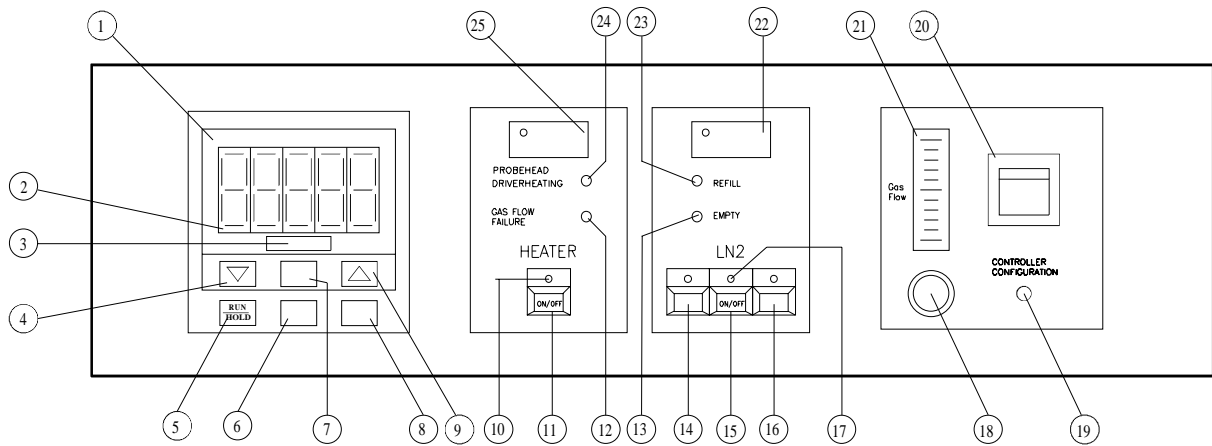 1
25
24
23
22
21
20
2
3
4
RUN
HOLD
PROBEHEAD
DRIVERHEATING
GAS FLOW
FAILURE
HEATER
ON/OFF
REFILL
EMPTY
LN2
ON/OFF
Gas
Flow
CONTROLLER
CONFIGURATION
5
6
7
8
9
10
11
12
13
14
15
16
17
18
19